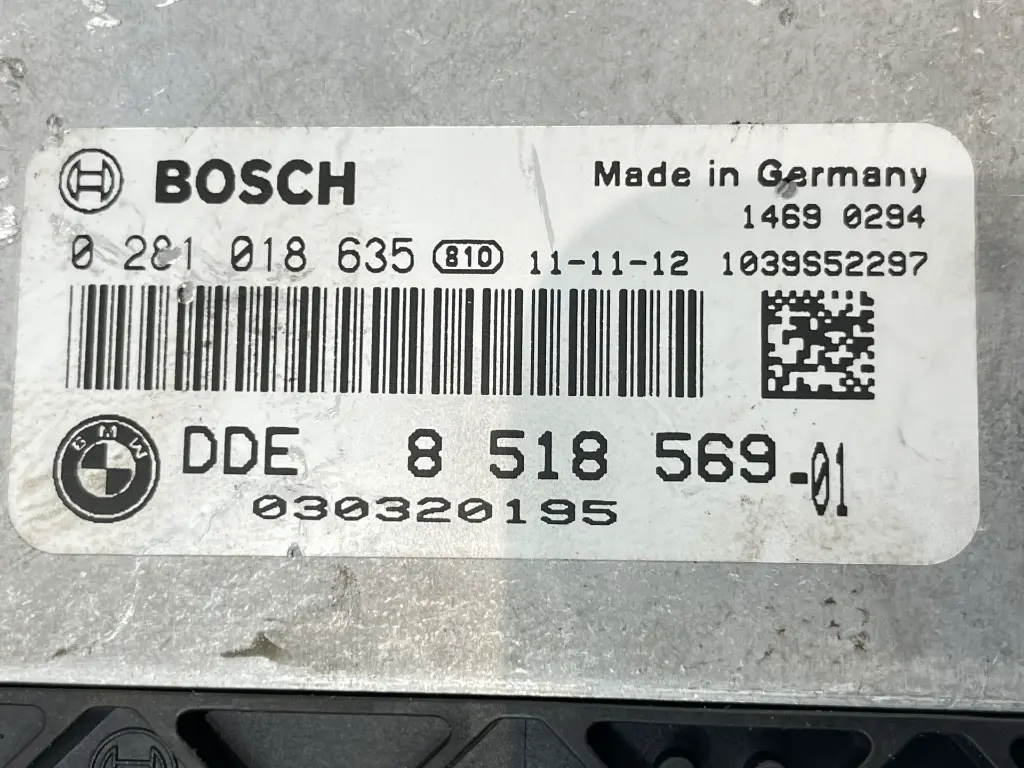 BOSCH
Made in Germany
1469 0294
0 281 018 635 810 11-11-12 1039S52297
BMW
DDE 8 518 569-01
030320195